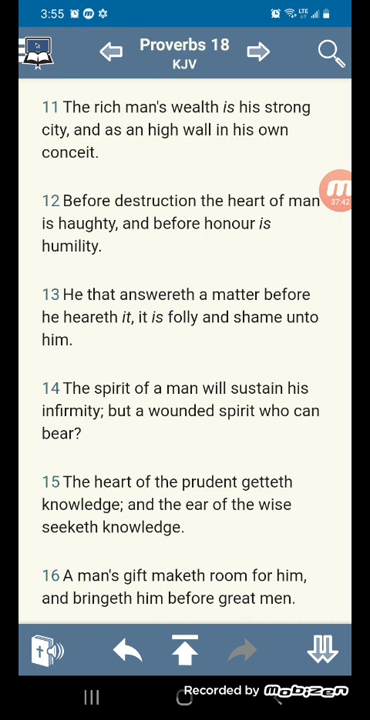 3:55
LTE
Proverbs 18
KJV
11 The rich man's wealth is his strong
city, and as an high wall in his own
conceit.
37:42
12 Before destruction the heart of man
is haughty, and before honour is
humility.
13 He that answereth a matter before
he heareth it, it is folly and shame unto
him.
14 The spirit of a man will sustain his
infirmity; but a wounded spirit who can
bear?
15 The heart of the prudent getteth
knowledge; and the ear of the wise
seeketh knowledge.
16 A man's gift maketh room for him,
and bringeth him before great men.
Recorded by mobizen